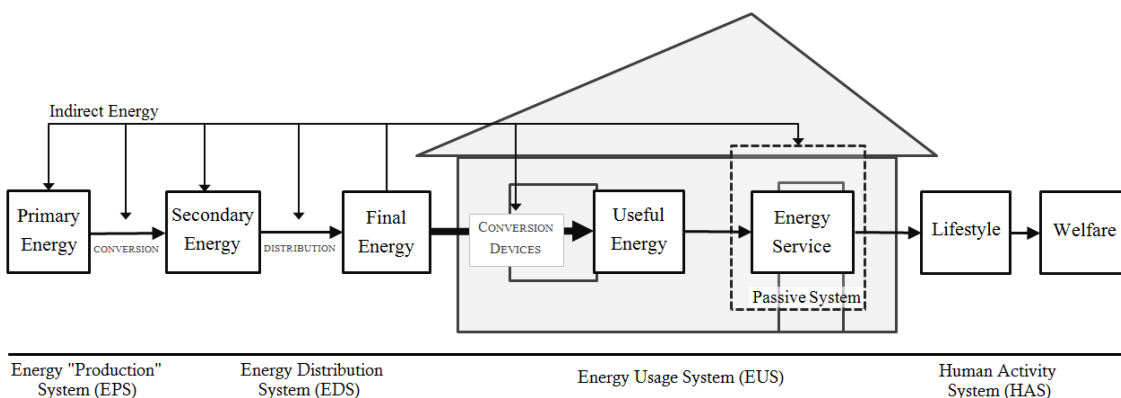 Indirect Energy
Primary
Energy
CONVERSION
Secondary
Energy
DISTRIBUTION
Final
Energy
CONVERSION
DEVICES
Useful
Energy
Energy
Service
Passive System
Lifestyle
Welfare
Energy "Production"
System (EPS)
Energy Distribution
System (EDS)
Energy Usage System (EUS)
Human Activity
System (HAS)